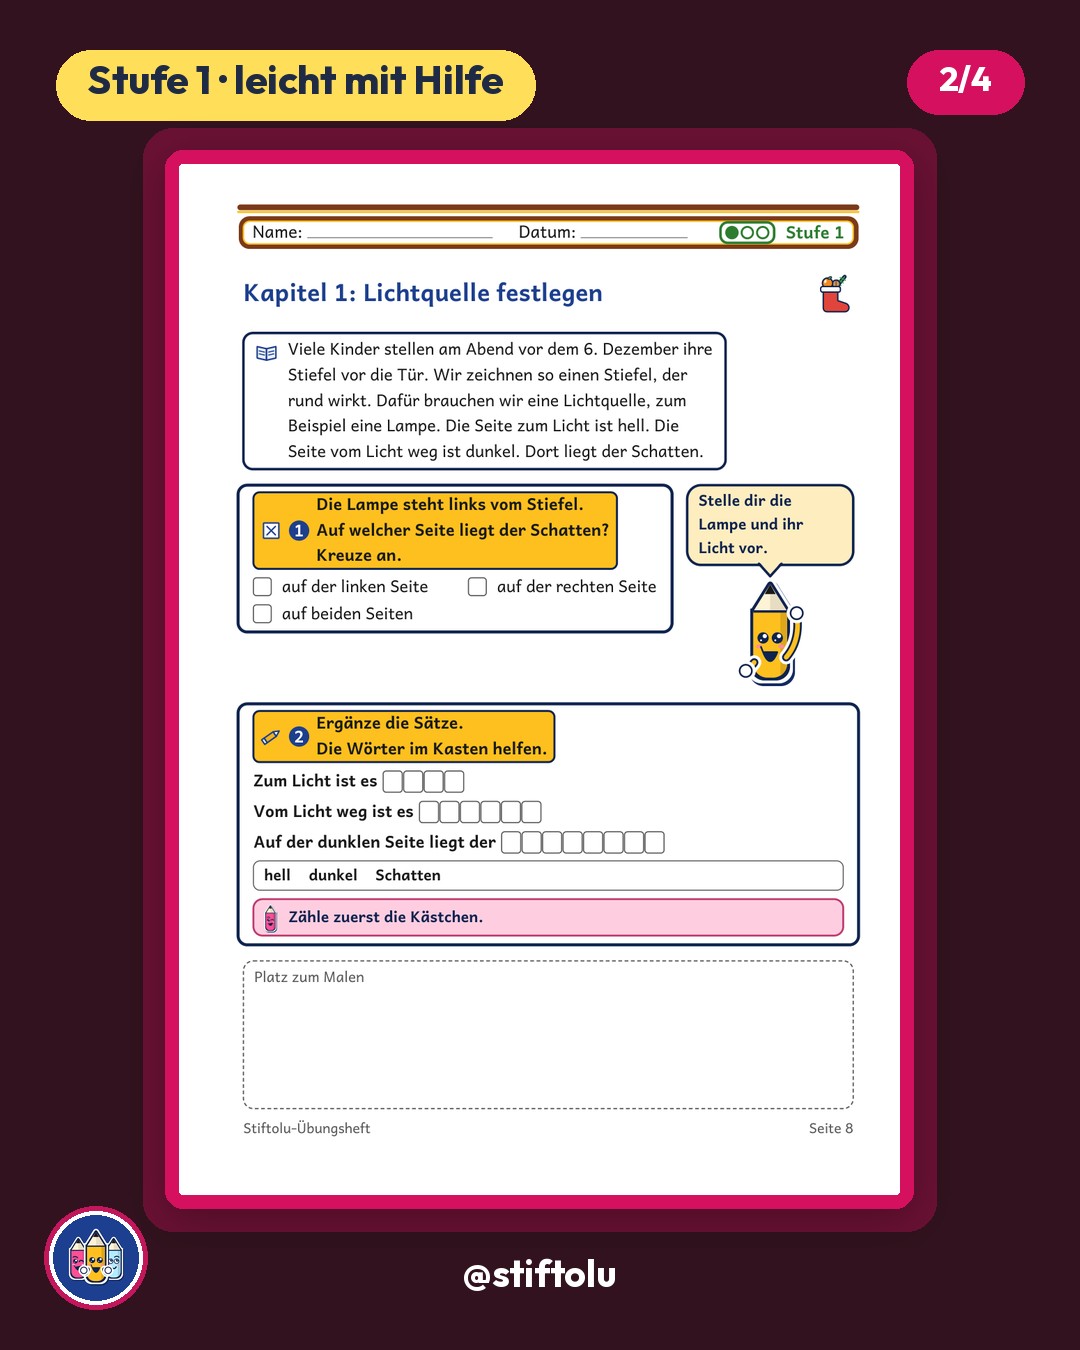 Stufe 1 · leicht mit Hilfe
2/4
Name: Datum: Stufe 1
Kapitel 1: Lichtquelle festlegen
Viele Kinder stellen am Abend vor dem 6. Dezember ihre
Stiefel vor die Tür. Wir zeichnen so einen Stiefel, der
rund wirkt. Dafür brauchen wir eine Lichtquelle, zum
Beispiel eine Lampe. Die Seite zum Licht ist hell. Die
Seite vom Licht weg ist dunkel. Dort liegt der Schatten.
1
Die Lampe steht links vom Stiefel.
Auf welcher Seite liegt der Schatten?
Kreuze an.
auf der linken Seite
auf der rechten Seite
auf beiden Seiten
Stelle dir die
Lampe und ihr
Licht vor.
2
Ergänze die Sätze.
Die Wörter im Kasten helfen.
Zum Licht ist es
Vom Licht weg ist es
Auf der dunklen Seite liegt der
hell dunkel Schatten
Zähle zuerst die Kästchen.
Platz zum Malen
Stiftolu-Übungsheft
Seite 8
@stiftolu